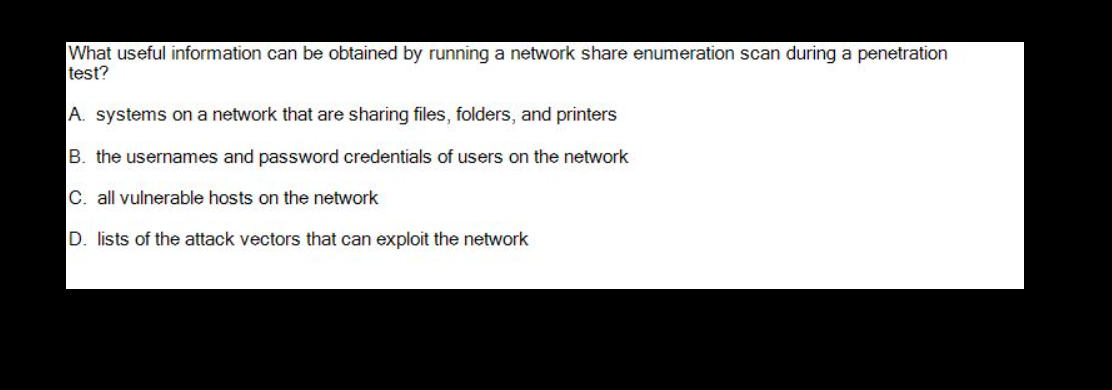 What useful information can be obtained by running a network share enumeration scan during a penetration
test?
A. systems on a network that are sharing files, folders, and printers
B. the usernames and password credentials of users on the network
C. all vulnerable hosts on the network
D. lists of the attack vectors that can exploit the network